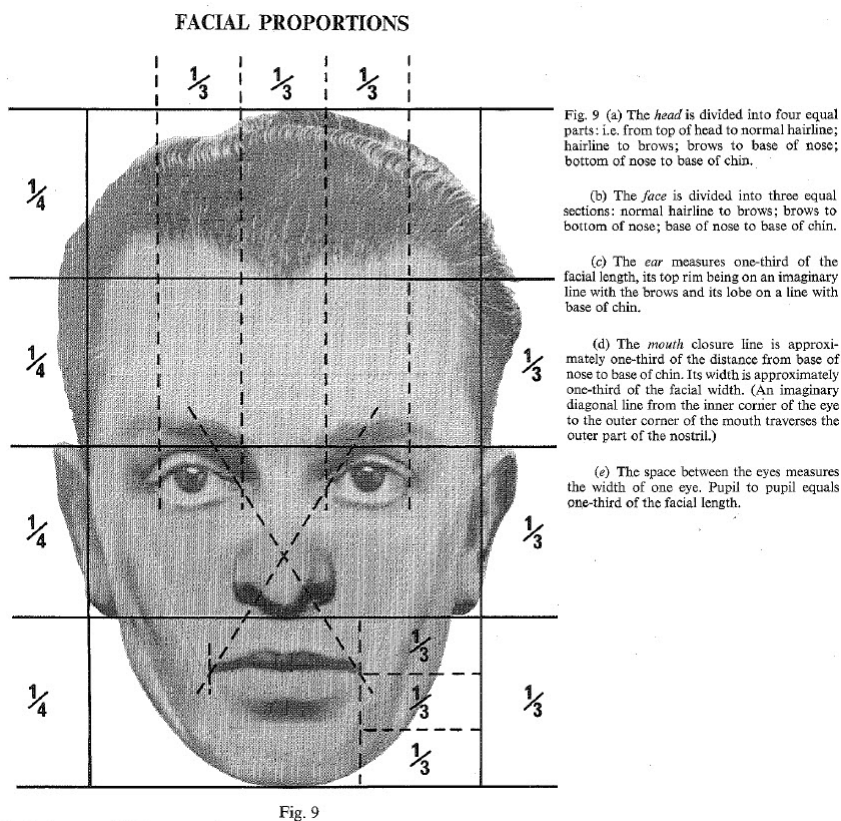 FACIAL PROPORTIONS
1/3 1/3 1/3
1/4
1/4
1/3
1/4
1/3
1/4
1/3
1/3
1/3
1/3
Fig. 9
Fig. 9 (a) The head is divided into four equal
parts: i.e. from top of head to normal hairline;
hairline to brows; brows to base of nose;
bottom of nose to base of chin.
(b) The face is divided into three equal
sections: normal hairline to brows; brows to
bottom of nose; base of nose to base of chin.
(c) The ear measures one-third of the
facial length, its top rim being on an imaginary
line with the brows and its lobe on a line with
base of chin.
(d) The mouth closure line is approxi-
mately one-third of the distance from base of
nose to base of chin. Its width is approximately
one-third of the facial width. (An imaginary
diagonal line from the inner corner of the eye
to the outer corner of the mouth traverses the
outer part of the nostril.)
(e) The space between the eyes measures
the width of one eye. Pupil to pupil equals
one-third of the facial length.